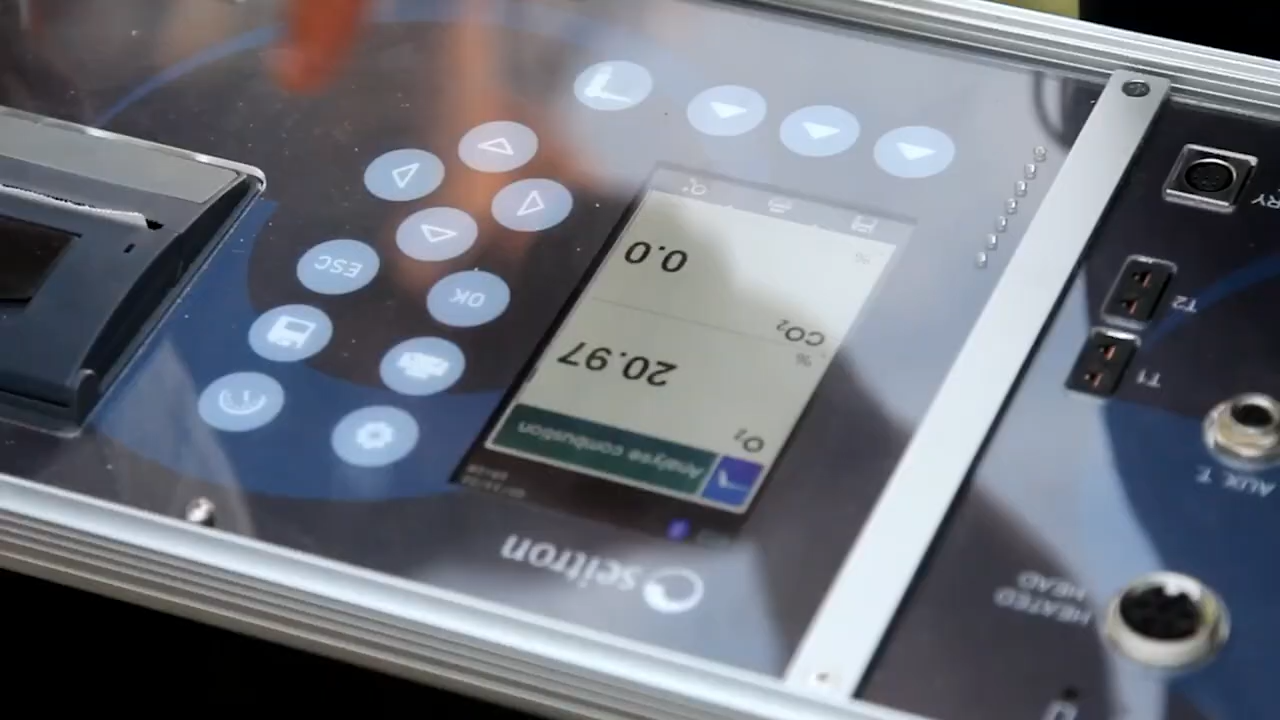 seitron
Analyse combustion
O₂
%
20.97
CO₂
%
0.0
OK
ESC
HEATED
HEAD
AUX T
T1
T2